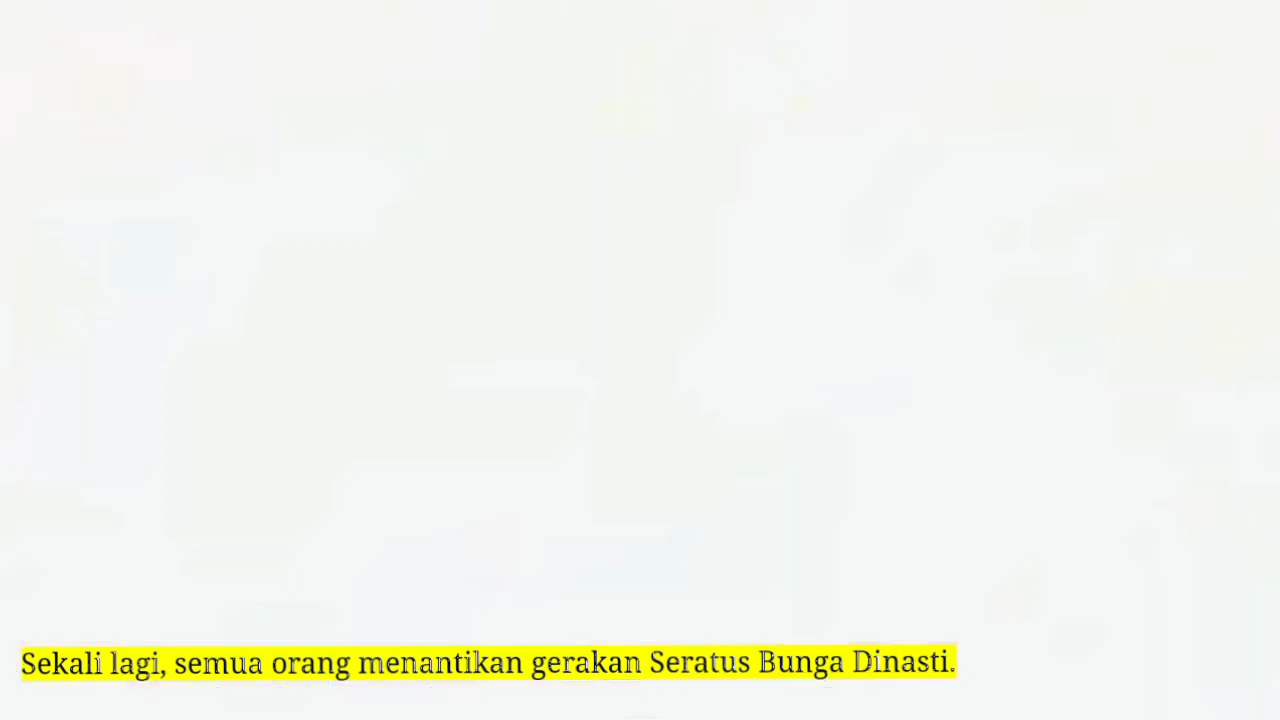 Sekali lagi, semua orang menantikan gerakan Seratus Bunga Dinasti.